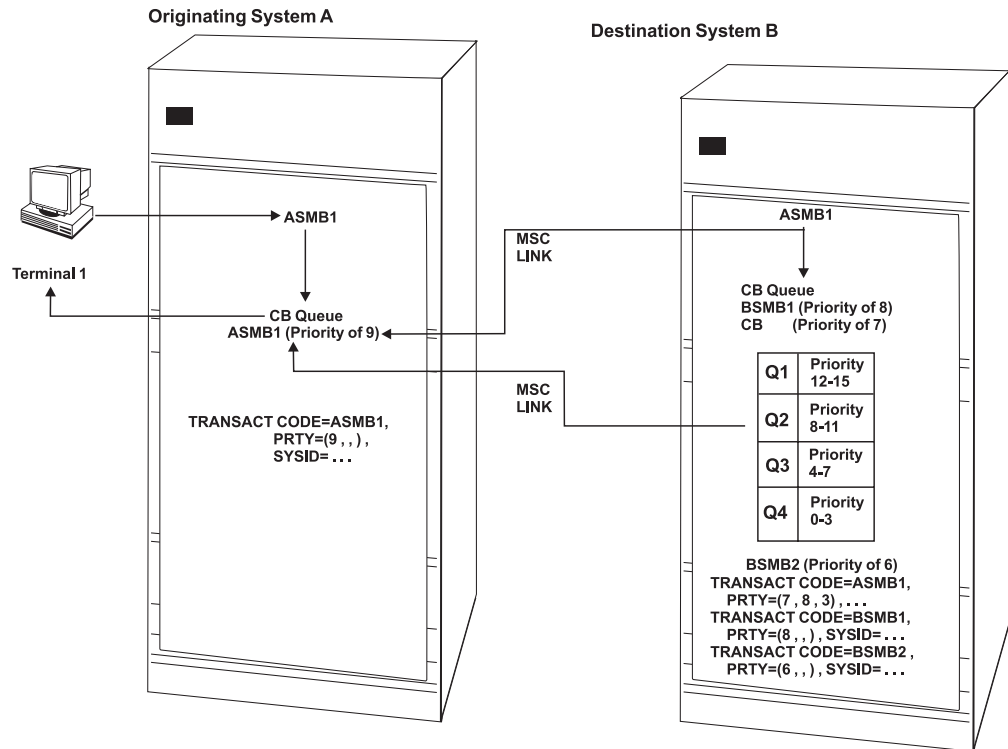 Originating System A
Destination System B
Terminal 1
ASMB1
CB Queue
ASMB1 (Priority of 9)
TRANSACT CODE=ASMB1,
PRTY=(9 , , ) ,
SYSID= . . .
MSC
LINK
MSC
LINK
ASMB1
CB Queue
BSMB1 (Priority of 8)
CB (Priority of 7)
Q1 Priority
12-15
Q2 Priority
8-11
Q3 Priority
4-7
Q4 Priority
0-3
BSMB2 (Priority of 6)
TRANSACT CODE=ASMB1,
PRTY=(7 , 8 , 3) , . . .
TRANSACT CODE=BSMB1,
PRTY=(8 , , ) , SYSID= . . .
TRANSACT CODE=BSMB2 ,
PRTY=(6 , , ) , SYSID= . . .